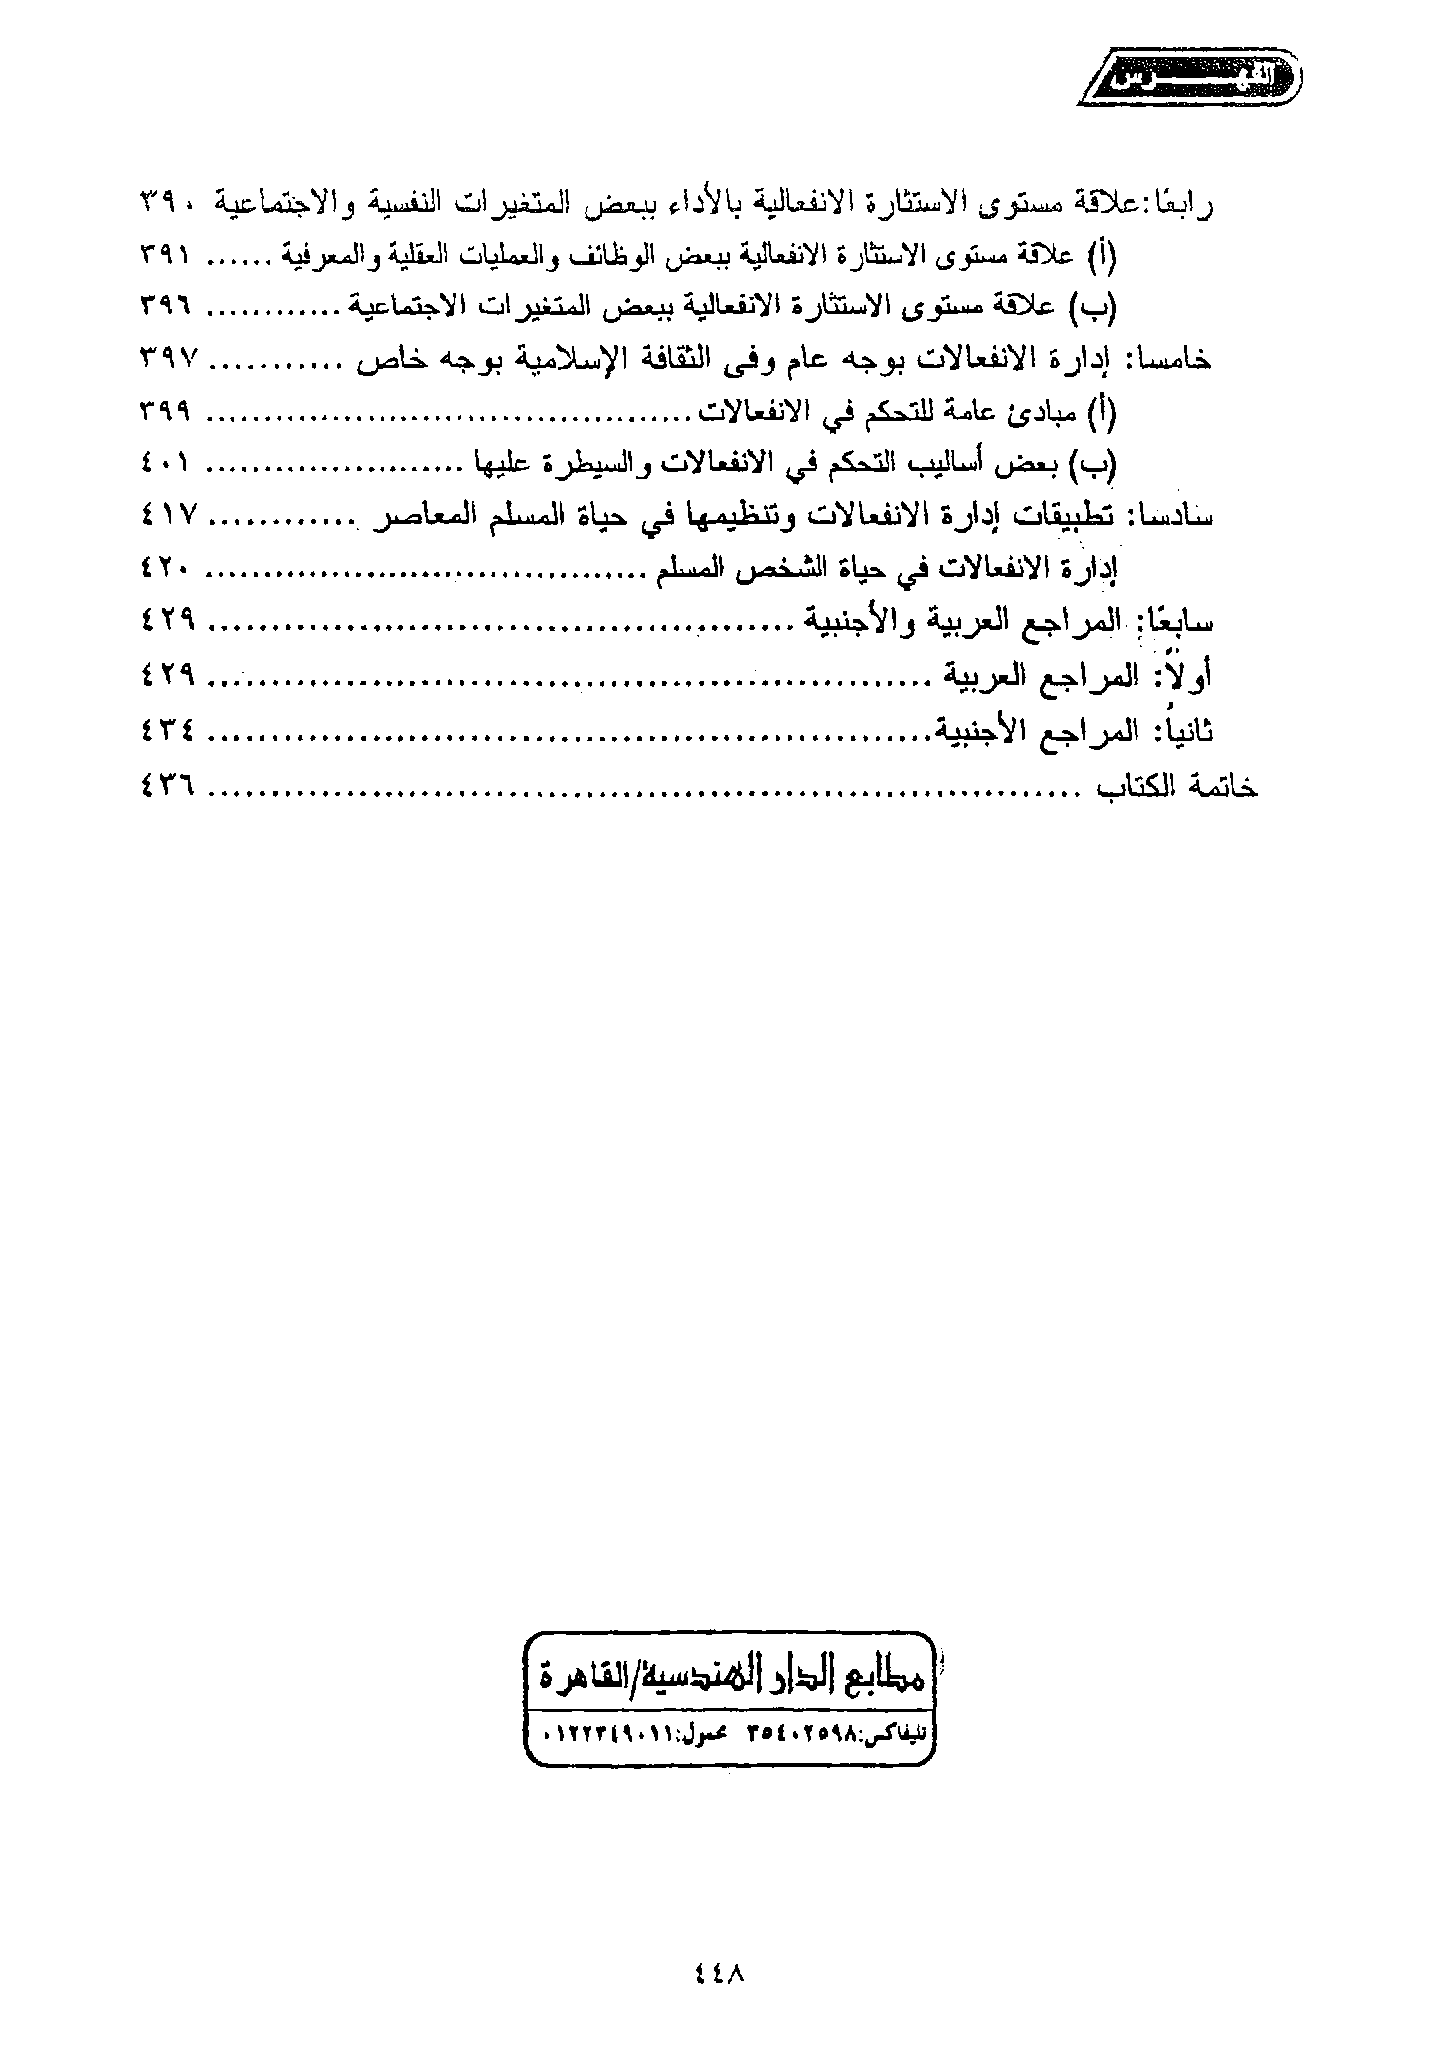 الفهـــرس
رابعًا:علاقة مستوى الاستثارة الانفعالية بالأداء ببعض المتغيرات النفسية والاجتماعية ٣٩٠
(أ) علاقة مستوى الاستثارة الانفعالية ببعض الوظائف والعمليات العقلية والمعرفية ...... ٣٩١
(ب) علاقة مستوى الاستثارة الانفعالية ببعض المتغيرات الاجتماعية ............ ٣٩٦
خامسا: إدارة الانفعالات بوجه عام وفى الثقافة الإسلامية بوجه خاص ........... ٣٩٧
(أ) مبادئ عامة للتحكم في الانفعالات.......................................... ٣٩٩
(ب) بعض أساليب التحكم في الانفعالات والسيطرة عليها ...................... ٤٠١
سادسا: تطبيقات إدارة الانفعالات وتنظيمها في حياة المسلم المعاصر ............ ٤١٧
إدارة الانفعالات في حياة الشخص المسلم ...................................... ٤٢٠
سابعًا: المراجع العربية والأجنبية .................................................. ٤٢٩
أولاً: المراجع العربية .............................................................. ٤٢٩
ثانياً: المراجع الأجنبية.............................................................. ٤٣٤
خاتمة الكتاب .......................................................................... ٤٣٦
مطابع الدار الهندسية/القاهرة
تليفاكس:٣٥٤٠٢٥٩٨ محمول:٠١٢٢٣٤٩٠١١
٤٤٨